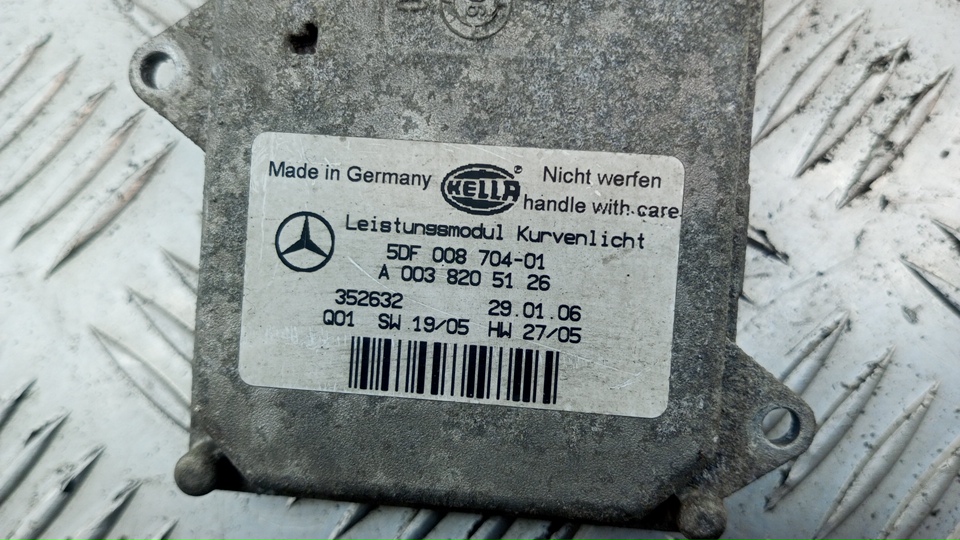 Made in Germany HELLA ® Nicht werfen
handle with care
Leistungsmodul Kurvenlicht
5DF 008 704-01
A 003 820 51 26
352632 29.01.06
Q01 SW 19/05 HW 27/05